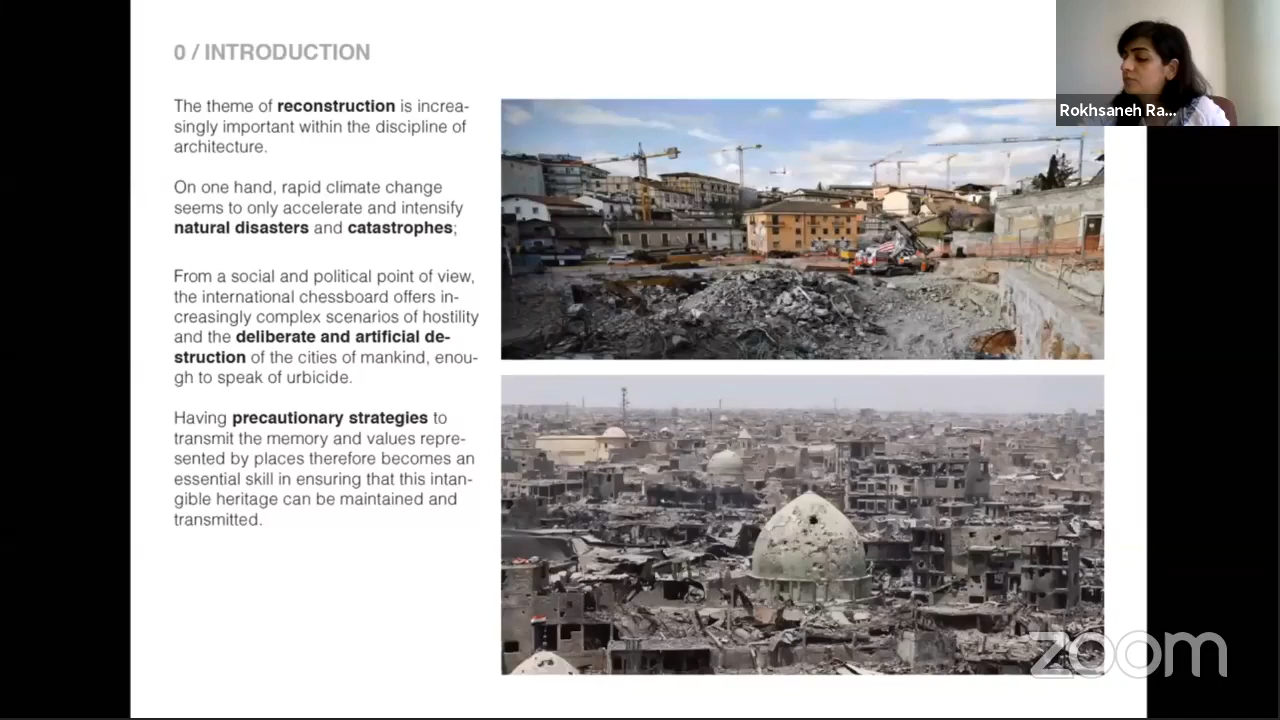 0 / INTRODUCTION
The theme of reconstruction is increa-
singly important within the discipline of
architecture.
On one hand, rapid climate change
seems to only accelerate and intensify
natural disasters and catastrophes;
From a social and political point of view,
the international chessboard offers in-
creasingly complex scenarios of hostility
and the deliberate and artificial de-
struction of the cities of mankind, enou-
gh to speak of urbicide.
Having precautionary strategies to
transmit the memory and values repre-
sented by places therefore becomes an
essential skill in ensuring that this intan-
gible heritage can be maintained and
transmitted.
Rokhsaneh Ra...
zoom